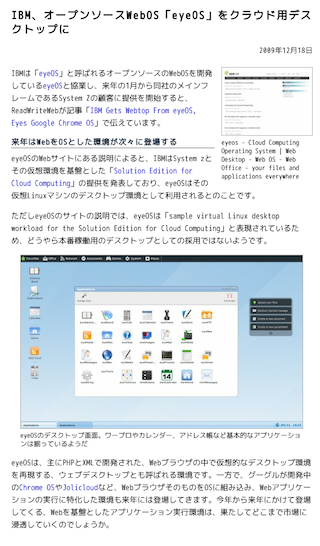 IBM、オープンソースWebOS「eyeOS」をクラウド用デス
クトップに
2009年12月18日
IBMは「eyeOS」と呼ばれるオープンソースのWebOSを開発
しているeyeOSと協業し、来年の1月から同社のメインフ
レームであるSystem Zの顧客に提供を開始すると、
ReadWriteWebが記事「IBM Gets Webtop From eyeOS,
Eyes Google Chrome OS」で伝えています。
eyeos - Cloud Computing
Operating System | Web
Desktop - Web OS - Web
Office - your files and
applications everywhere
来年はWebをOSとした環境が次々に登場する
eyeOSのWebサイトにある説明によると、IBMはSystem zと
その仮想環境を基盤とした「Solution Edition for
Cloud Computing」の提供を発表しており、eyeOSはその
仮想Linuxマシンのデスクトップ環境として利用されるとのことです。
ただしeyeOSのサイトの説明では、eyeOSは「sample virtual Linux desktop
workload for the Solution Edition for Cloud Computing」と表現されているた
め、どうやら本番稼働用のデスクトップとしての採用ではないようです。
eyeOSのデスクトップ画面。ワープロやカレンダー、アドレス帳など基本的なアプリケーショ
ンは揃っているようだ
eyeOSは、主にPHPとXMLで開発された、Webブラウザの中で仮想的なデスクトップ環境
を再現する、ウェブデスクトップとも呼ばれる環境です。一方で、グーグルが開発中
のChrome OSやJolicloudなど、WebブラウザそのものをOSに組み込み、Webアプリケー
ションの実行に特化した環境も来年には登場してきます。今年から来年にかけて登場
してくる、Webを基盤としたアプリケーション実行環境は、果たしてどこまで市場に
浸透していくのでしょうか。